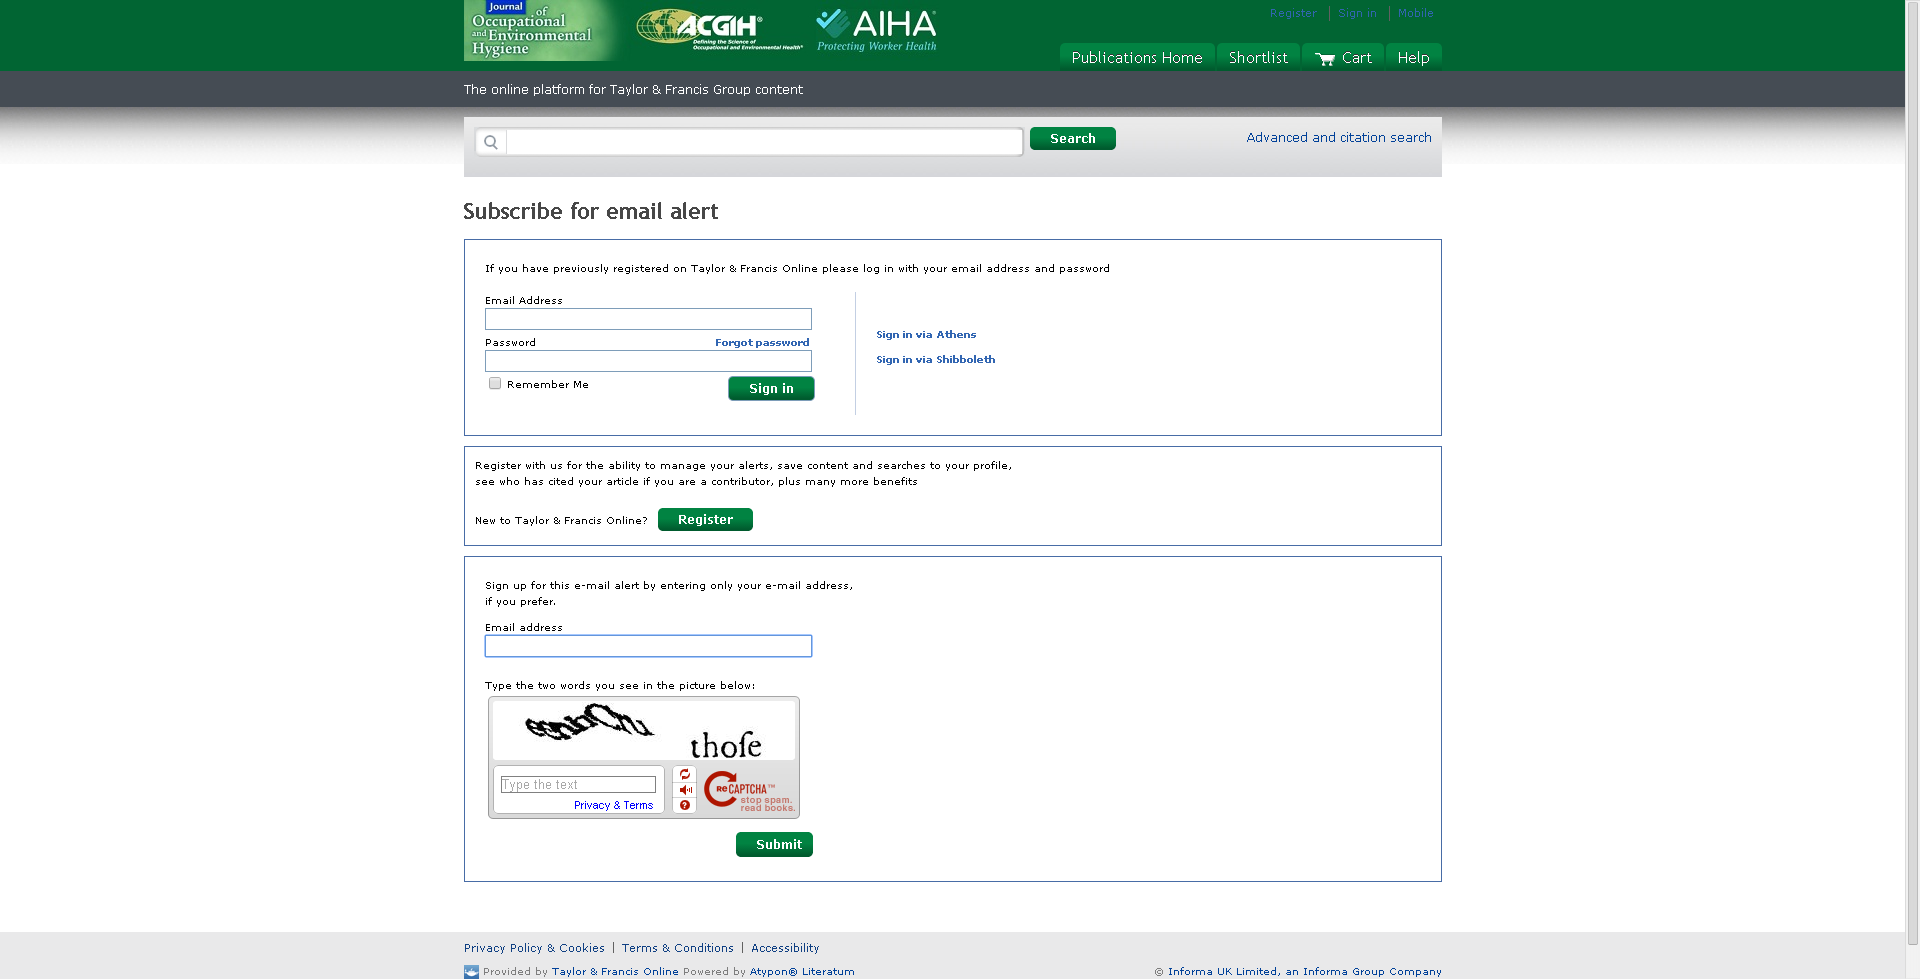 Journal of
Occupational
and Environmental
Hygiene
ACGIH®
Defining the Science of
Occupational and Environmental Health®
AIHA
Protecting Worker Health
Register Sign in Mobile
Publications Home Shortlist Cart Help
The online platform for Taylor & Francis Group content
Search Advanced and citation search
Subscribe for email alert
If you have previously registered on Taylor & Francis Online please log in with your email address and password
Email Address
Sign in via Athens
Password Forgot password
Sign in via Shibboleth
Remember Me Sign in
Register with us for the ability to manage your alerts, save content and searches to your profile,
see who has cited your article if you are a contributor, plus many more benefits
New to Taylor & Francis Online? Register
Sign up for this e-mail alert by entering only your e-mail address,
if you prefer.
Email address
Type the two words you see in the picture below:
Type the text
Privacy & Terms
reCAPTCHA™
stop spam.
read books.
Submit
Privacy Policy & Cookies | Terms & Conditions | Accessibility
Provided by Taylor & Francis Online Powered by Atypon® Literatum
© Informa UK Limited, an Informa Group Company